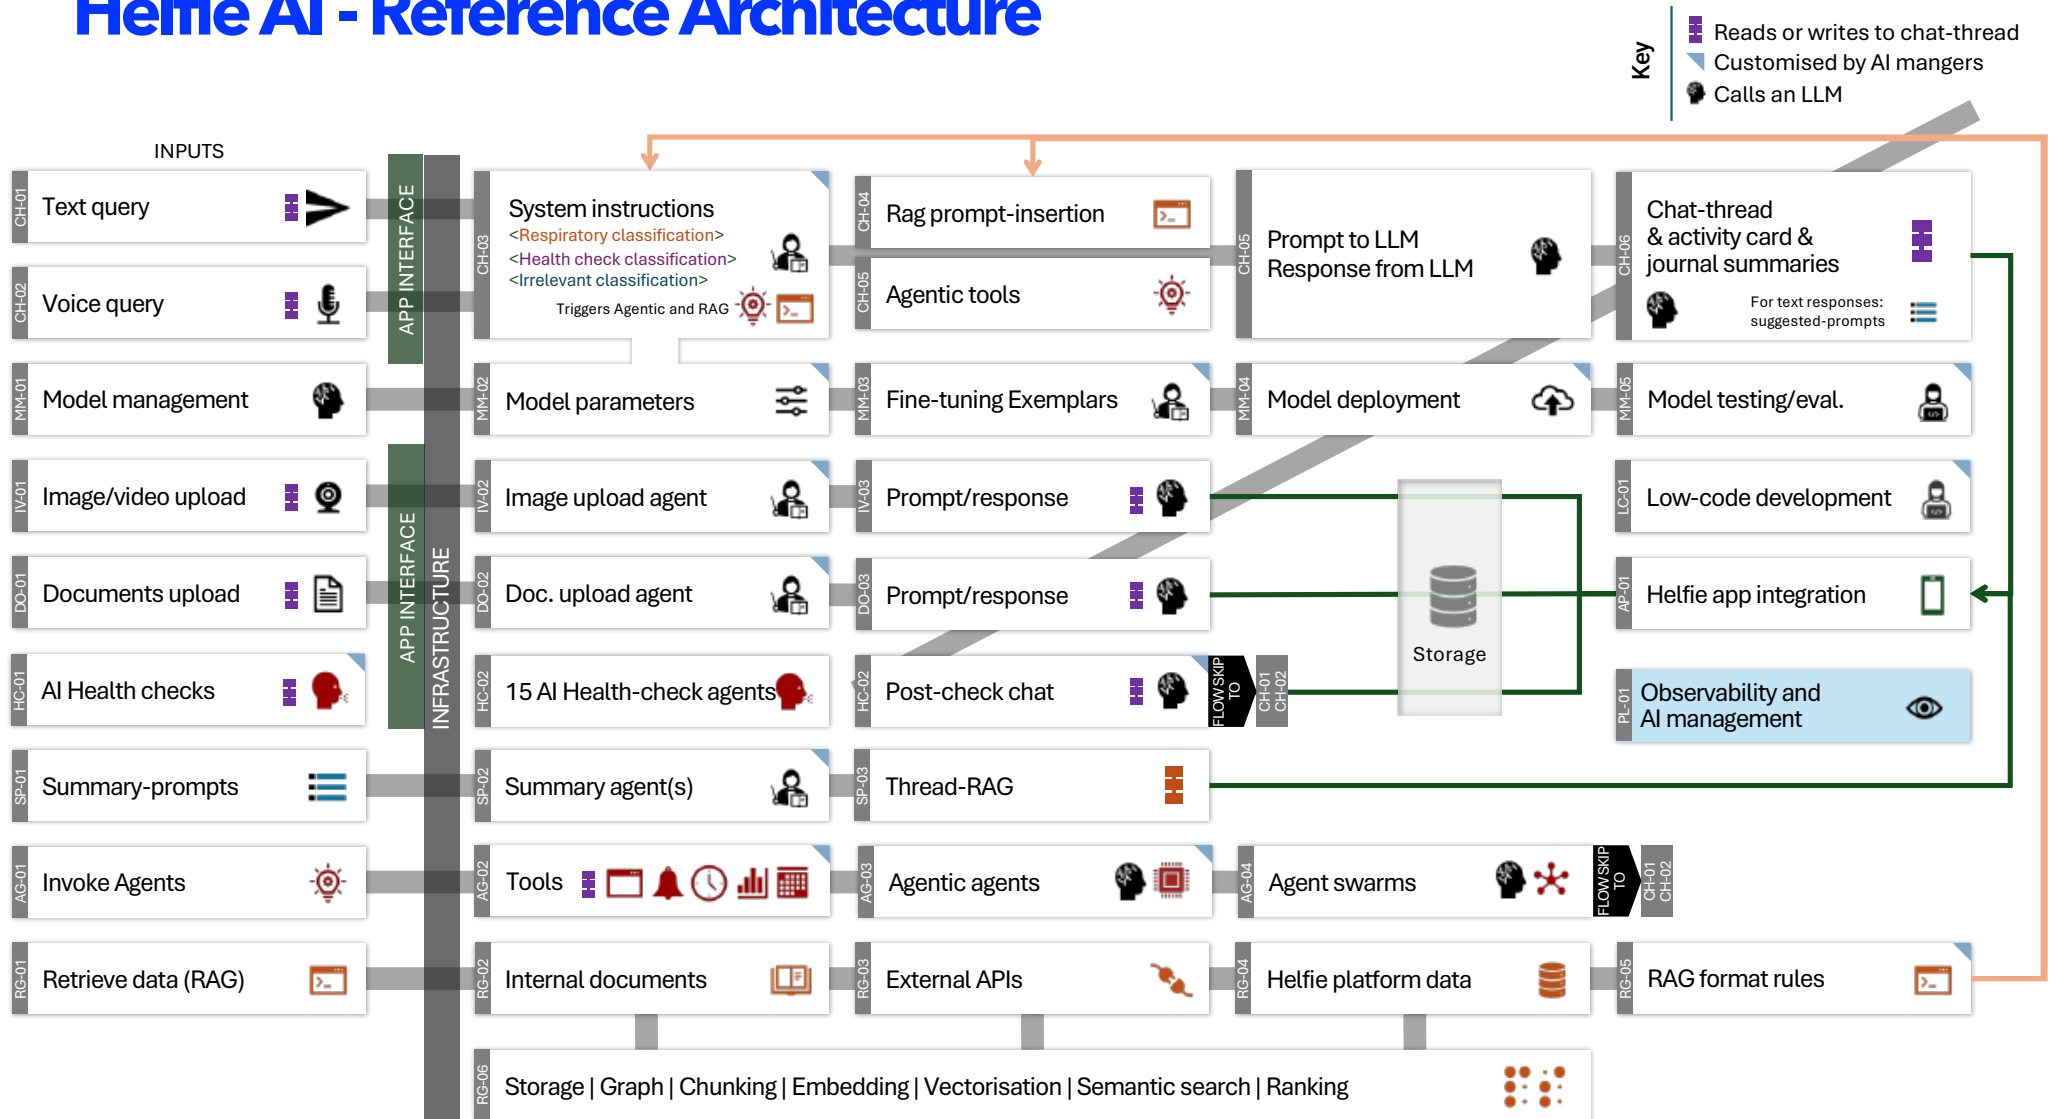 Helfie AI - Reference Architecture
Key
Reads or writes to chat-thread
Customised by AI mangers
Calls an LLM
INPUTS
APP INTERFACE
APP INTERFACE
INFRASTRUCTURE
CH-01
Text query
CH-02
Voice query
CH-03
System instructions
<Respiratory classification>
<Health check classification>
<Irrelevant classification>
Triggers Agentic and RAG
CH-04
Rag prompt-insertion
CH-05
Agentic tools
CH-05
Prompt to LLM
Response from LLM
CH-06
Chat-thread
& activity card &
journal summaries
For text responses:
suggested-prompts
MM-01
Model management
MM-02
Model parameters
MM-03
Fine-tuning Exemplars
MM-04
Model deployment
MM-05
Model testing/eval.
IV-01
Image/video upload
IV-02
Image upload agent
IV-03
Prompt/response
LC-01
Low-code development
DO-01
Documents upload
DO-02
Doc. upload agent
DO-03
Prompt/response
Storage
AP-01
Helfie app integration
HC-01
AI Health checks
HC-02
15 AI Health-check agents
HC-02
Post-check chat
FLOW SKIP
TO
CH-01
CH-02
PL-01
Observability and
AI management
SP-01
Summary-prompts
SP-02
Summary agent(s)
SP-03
Thread-RAG
AG-01
Invoke Agents
AG-02
Tools
AG-03
Agentic agents
AG-04
Agent swarms
FLOW SKIP
TO
CH-01
CH-02
RG-01
Retrieve data (RAG)
RG-02
Internal documents
RG-03
External APIs
RG-04
Helfie platform data
RG-05
RAG format rules
RG-06
Storage | Graph | Chunking | Embedding | Vectorisation | Semantic search | Ranking